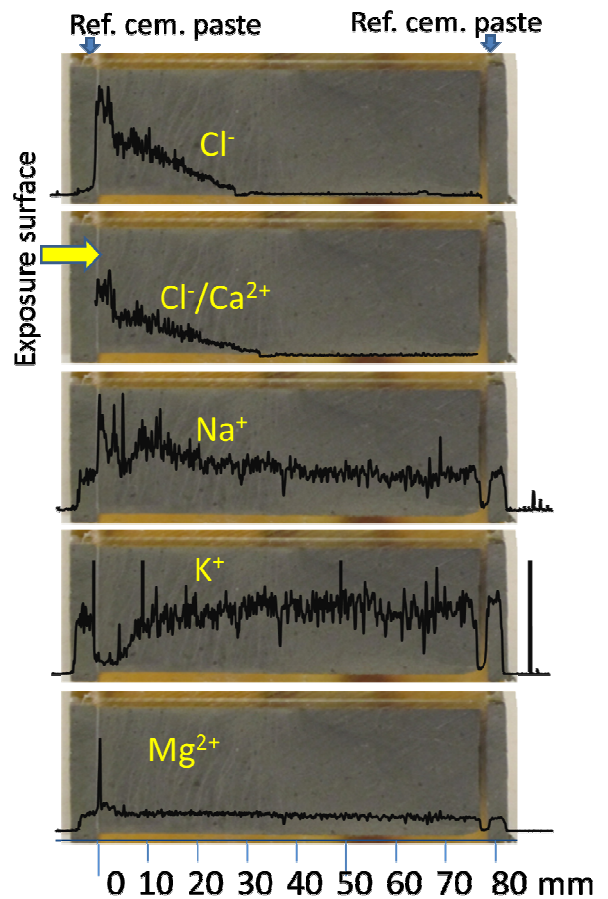 Ref. cem. paste
Ref. cem. paste
Exposure surface
Cl⁻
Cl⁻/Ca²⁺
Na⁺
K⁺
Mg²⁺
0 10 20 30 40 50 60 70 80 mm